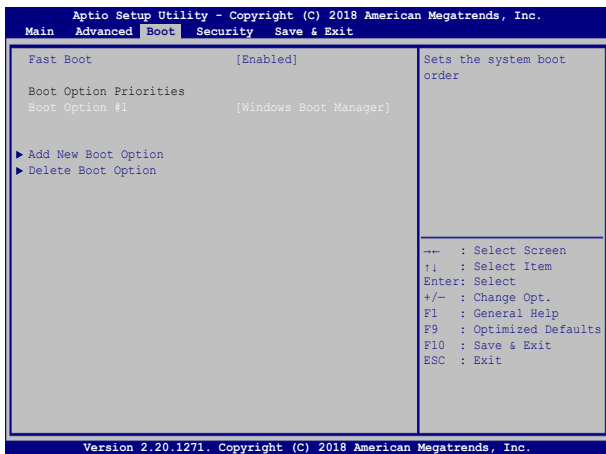 Aptio Setup Utility - Copyright (C) 2018 American Megatrends, Inc.
Main Advanced Boot Security Save & Exit
Fast Boot [Enabled]
Boot Option Priorities
Boot Option #1 [Windows Boot Manager]
▶ Add New Boot Option
▶ Delete Boot Option
Sets the system boot
order
→← : Select Screen
↑↓ : Select Item
Enter: Select
+/— : Change Opt.
F1 : General Help
F9 : Optimized Defaults
F10 : Save & Exit
ESC : Exit
Version 2.20.1271. Copyright (C) 2018 American Megatrends, Inc.